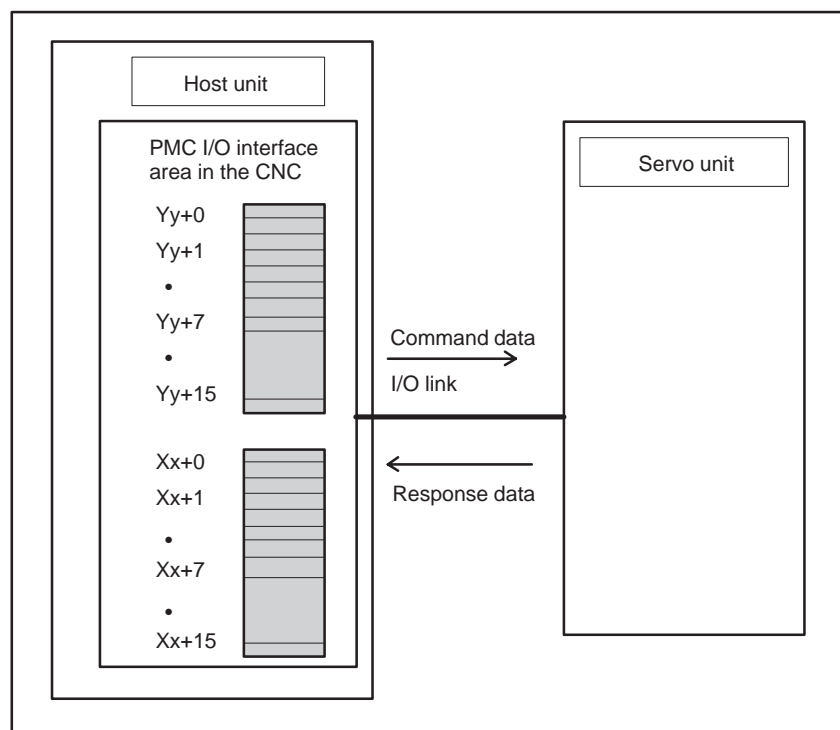 Host unit
PMC I/O interface
area in the CNC
Yy+0
Yy+1
•
Yy+7
•
Yy+15
Xx+0
Xx+1
•
Xx+7
•
Xx+15
Command data
I/O link
Response data
Servo unit